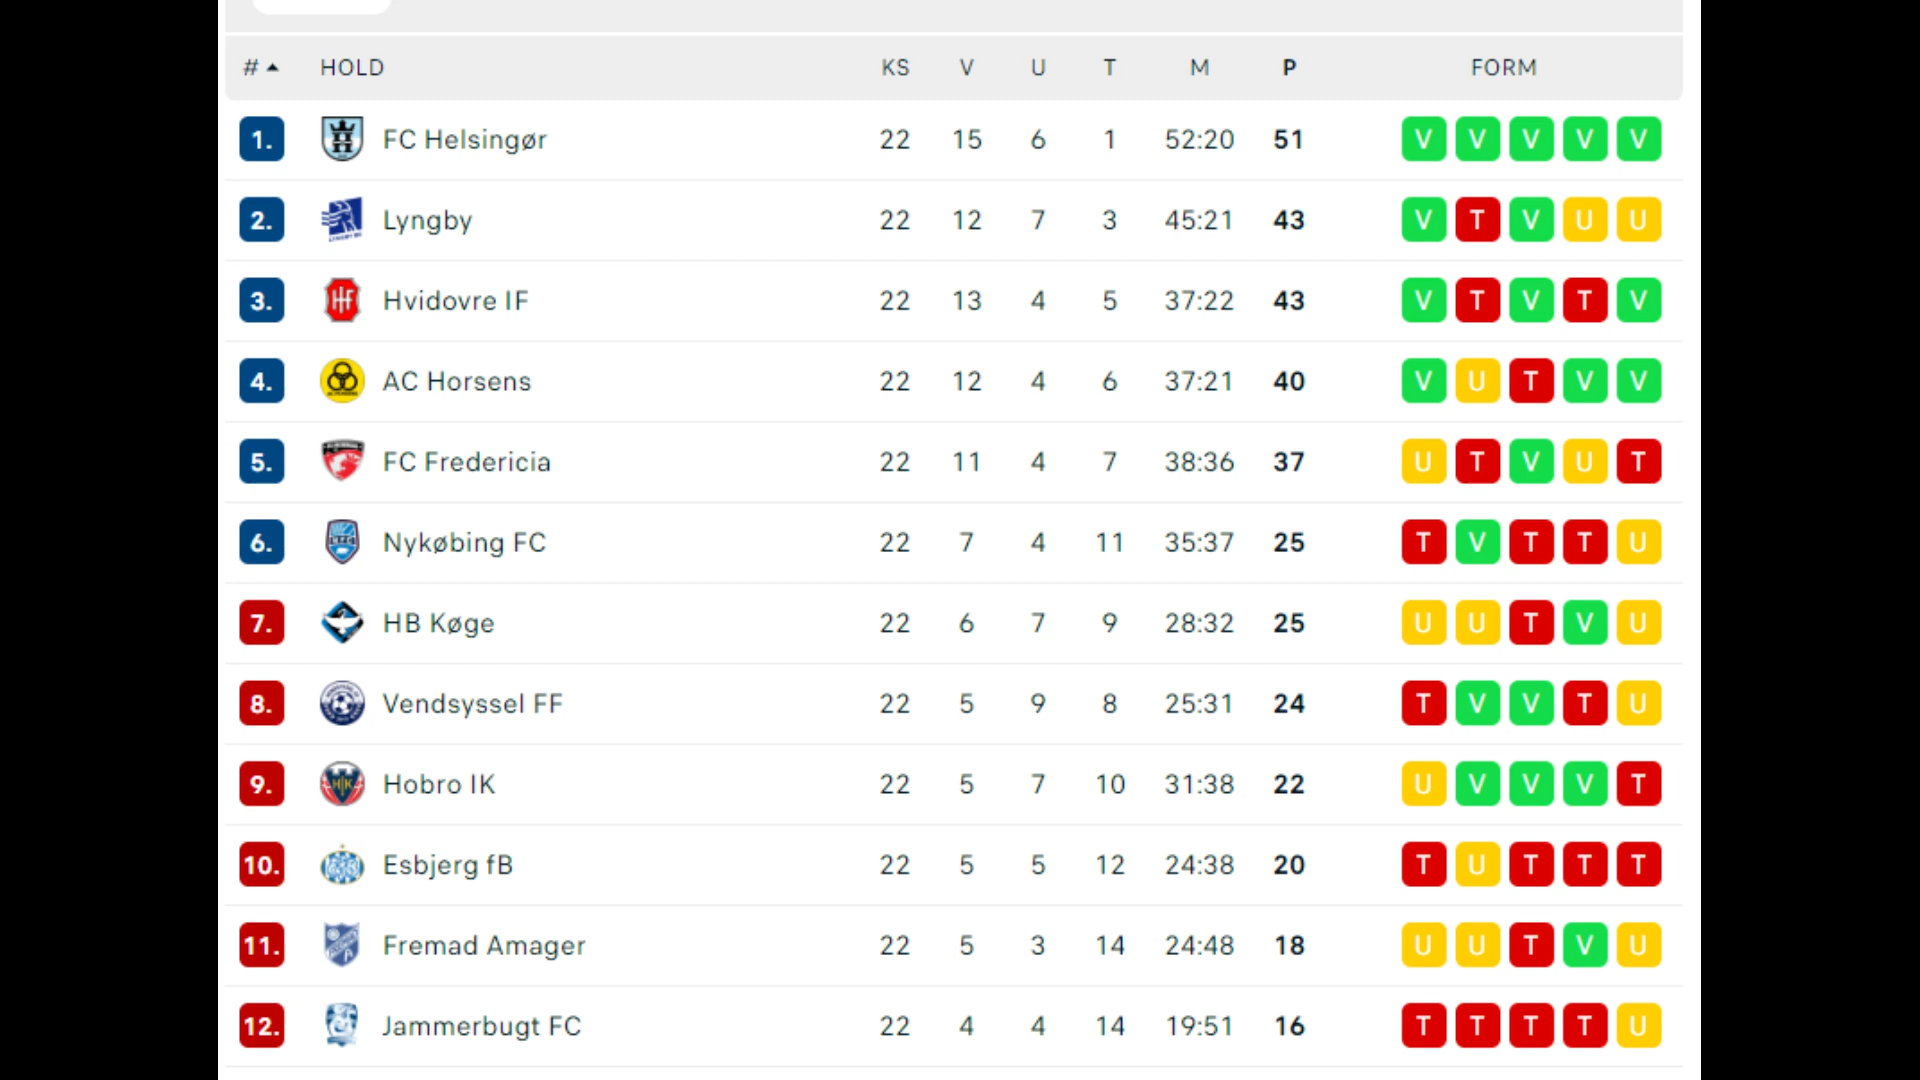 # HOLD KS V U T M P FORM
1. FC Helsingør 22 15 6 1 52:20 51 V V V V V
2. Lyngby 22 12 7 3 45:21 43 V T V U U
3. Hvidovre IF 22 13 4 5 37:22 43 V T V T V
4. AC Horsens 22 12 4 6 37:21 40 V U T V V
5. FC Fredericia 22 11 4 7 38:36 37 U T V U T
6. Nykøbing FC 22 7 4 11 35:37 25 T V T T U
7. HB Køge 22 6 7 9 28:32 25 U U T V U
8. Vendsyssel FF 22 5 9 8 25:31 24 T V V T U
9. Hobro IK 22 5 7 10 31:38 22 U V V V T
10. Esbjerg fB 22 5 5 12 24:38 20 T U T T T
11. Fremad Amager 22 5 3 14 24:48 18 U U T V U
12. Jammerbugt FC 22 4 4 14 19:51 16 T T T T U